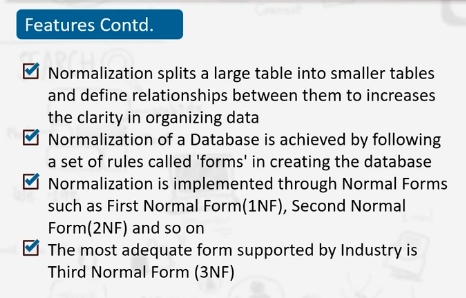 Features Contd.
Normalization splits a large table into smaller tables
and define relationships between them to increases
the clarity in organizing data
Normalization of a Database is achieved by following
a set of rules called 'forms' in creating the database
Normalization is implemented through Normal Forms
such as First Normal Form(1NF), Second Normal
Form(2NF) and so on
The most adequate form supported by Industry is
Third Normal Form (3NF)